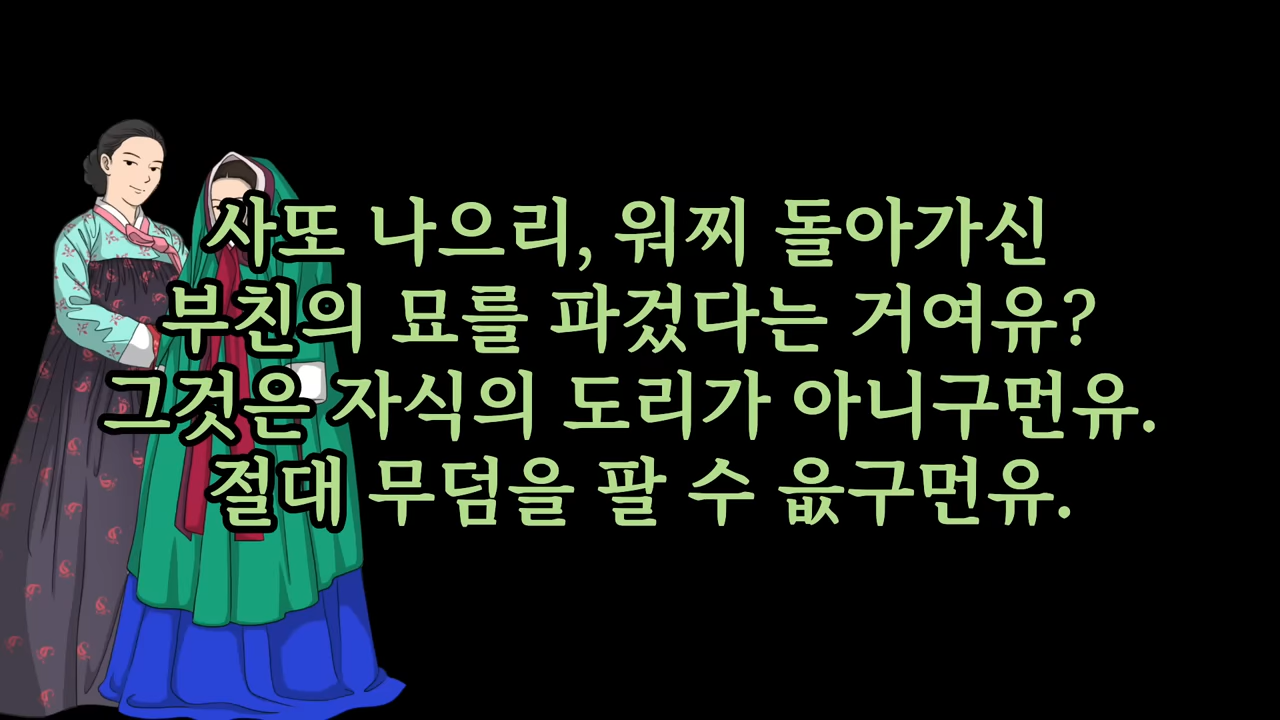 사또 나으리, 워찌 돌아가신
부친의 묘를 파겄다는 거여유?
그것은 자식의 도리가 아니구먼유.
절대 무덤을 팔 수 읎구먼유.